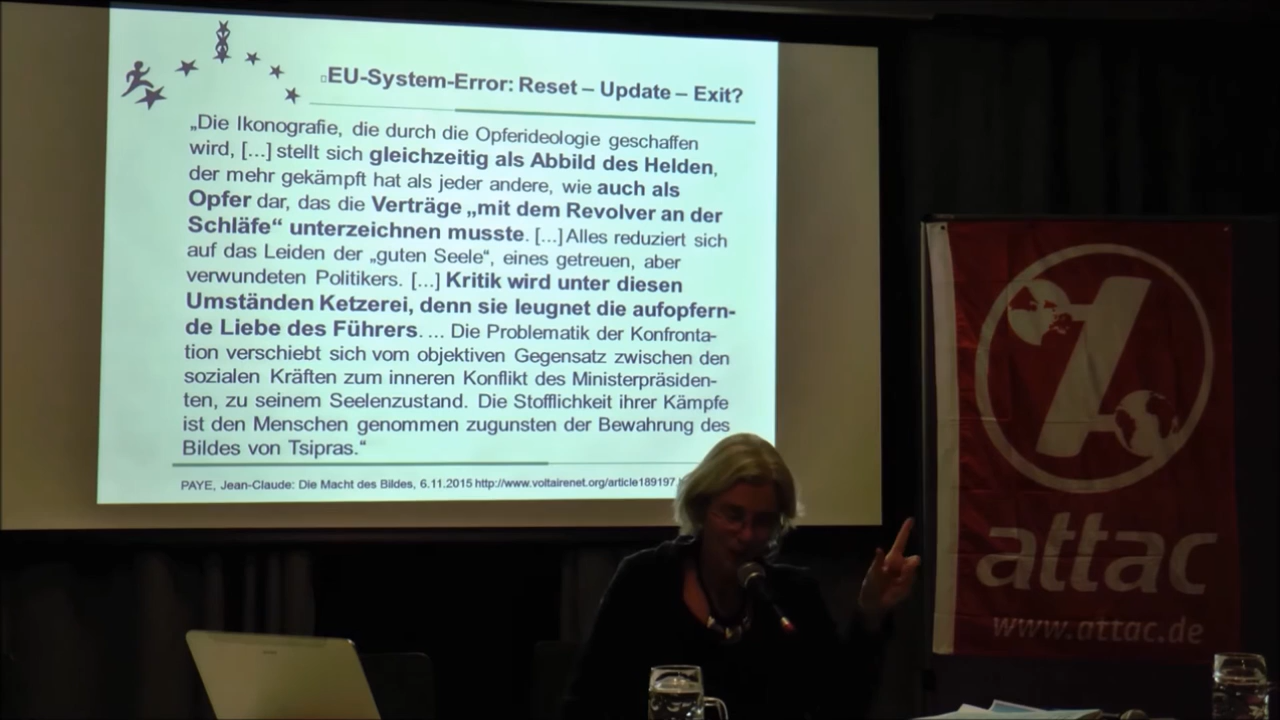 EU-System-Error: Reset – Update – Exit?
„Die Ikonografie, die durch die Opferideologie geschaffen
wird, [...] stellt sich gleichzeitig als Abbild des Helden,
der mehr gekämpft hat als jeder andere, wie auch als
Opfer dar, das die Verträge „mit dem Revolver an der
Schläfe“ unterzeichnen musste. [...] Alles reduziert sich
auf das Leiden der „guten Seele“, eines getreuen, aber
verwundeten Politikers. [...] Kritik wird unter diesen
Umständen Ketzerei, denn sie leugnet die aufopfern-
de Liebe des Führers. ... Die Problematik der Konfronta-
tion verschiebt sich vom objektiven Gegensatz zwischen den
sozialen Kräften zum inneren Konflikt des Ministerpräsiden-
ten, zu seinem Seelenzustand. Die Stofflichkeit ihrer Kämpfe
ist den Menschen genommen zugunsten der Bewahrung des
Bildes von Tsipras.“
PAYE, Jean-Claude: Die Macht des Bildes, 6.11.2015 http://www.voltairenet.org/article189197.
%
attac
www.attac.de